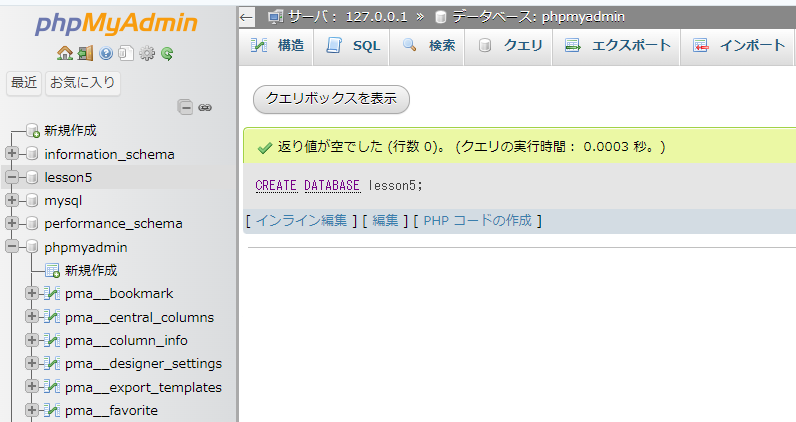 phpMyAdmin
最近 お気に入り
新規作成
information_schema
lesson5
mysql
performance_schema
phpmyadmin
新規作成
pma__bookmark
pma__central_columns
pma__column_info
pma__designer_settings
pma__export_templates
pma__favorite
サーバ: 127.0.0.1 » データベース: phpmyadmin
構造 SQL 検索 クエリ エクスポート インポート
クエリボックスを表示
返り値が空でした (行数 0)。 (クエリの実行時間: 0.0003 秒。)
CREATE DATABASE lesson5;
[ インライン編集 ] [ 編集 ] [ PHP コードの作成 ]